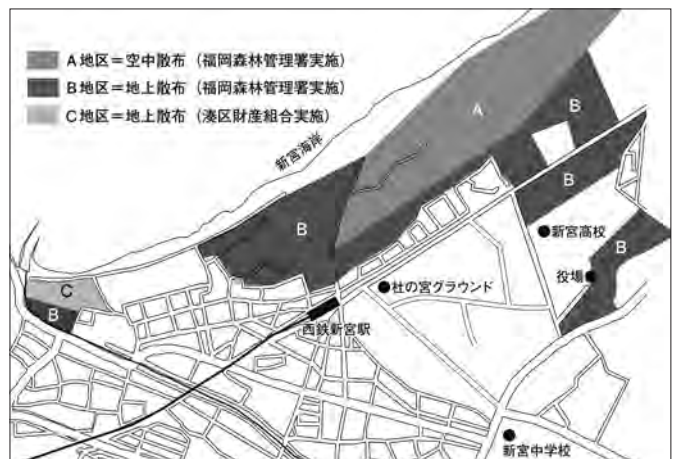 A地区=空中散布（福岡森林管理署実施）
B地区=地上散布（福岡森林管理署実施）
C地区=地上散布（湊区財産組合実施）
新宮海岸
A
B
B
B
B
C
B
新宮高校
役場
杜の宮グラウンド
西鉄新宮駅
新宮中学校